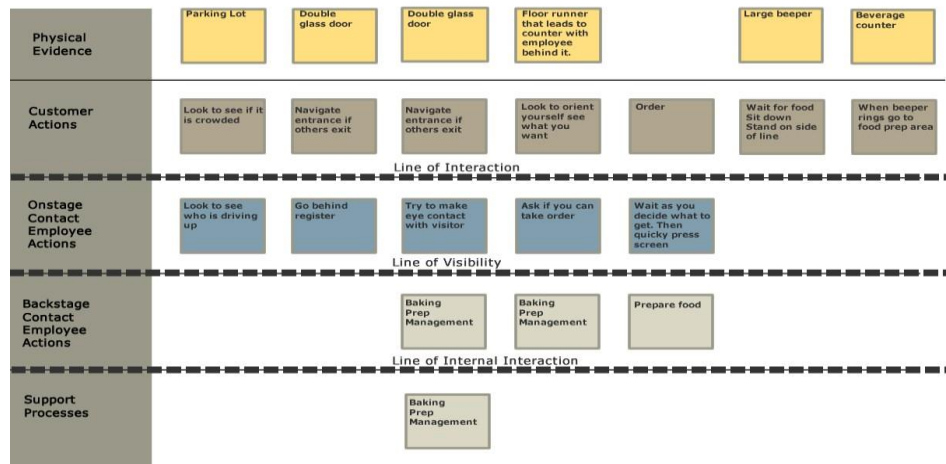 Physical
Evidence
Parking Lot
Double
glass door
Double glass
door
Floor runner
that leads to
counter with
employee
behind it.
Large beeper
Beverage
counter
Customer
Actions
Look to see if it
is crowded
Navigate
entrance if
others exit
Navigate
entrance if
others exit
Look to orient
yourself see
what you
want
Order
Wait for food
Sit down
Stand on side
of line
When beeper
rings go to
food prep area
Line of Interaction
Onstage
Contact
Employee
Actions
Look to see
who is driving
up
Go behind
register
Try to make
eye contact
with visitor
Ask if you can
take order
Wait as you
decide what to
get. Then
quicky press
screen
Line of Visibility
Backstage
Contact
Employee
Actions
Baking
Prep
Management
Baking
Prep
Management
Prepare food
Line of Internal Interaction
Support
Processes
Baking
Prep
Management